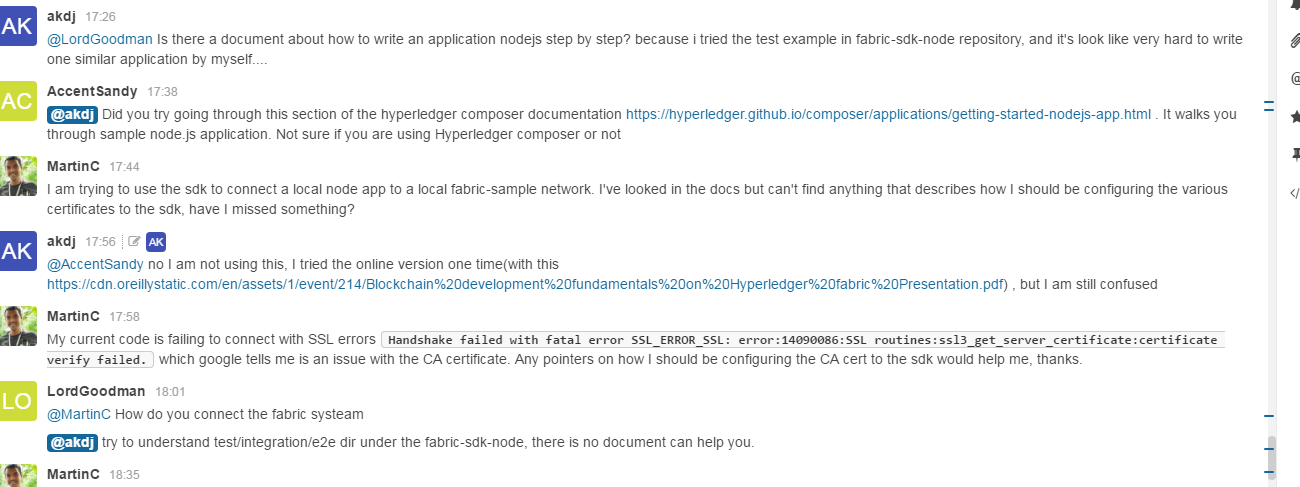 AK
akdj 17:26
@LordGoodman Is there a document about how to write an application nodejs step by step? because i tried the test example in fabric-sdk-node repository, and it's look like very hard to write
one similar application by myself....
AC
AccentSandy 17:38
@akdj Did you try going through this section of the hyperledger composer documentation https://hyperledger.github.io/composer/applications/getting-started-nodejs-app.html . It walks you
through sample node.js application. Not sure if you are using Hyperledger composer or not
MartinC 17:44
I am trying to use the sdk to connect a local node app to a local fabric-sample network. I've looked in the docs but can't find anything that describes how I should be configuring the various
certificates to the sdk, have I missed something?
AK
akdj 17:56 AK
@AccentSandy no I am not using this, I tried the online version one time(with this
https://cdn.oreillystatic.com/en/assets/1/event/214/Blockchain%20development%20fundamentals%20on%20Hyperledger%20fabric%20Presentation.pdf) , but I am still confused
MartinC 17:58
My current code is failing to connect with SSL errors Handshake failed with fatal error SSL_ERROR_SSL: error:14090086:SSL routines:ssl3_get_server_certificate:certificate
verify failed. which google tells me is an issue with the CA certificate. Any pointers on how I should be configuring the CA cert to the sdk would help me, thanks.
LO
LordGoodman 18:01
@MartinC How do you connect the fabric systeam
@akdj try to understand test/integration/e2e dir under the fabric-sdk-node, there is no document can help you.
MartinC 18:35